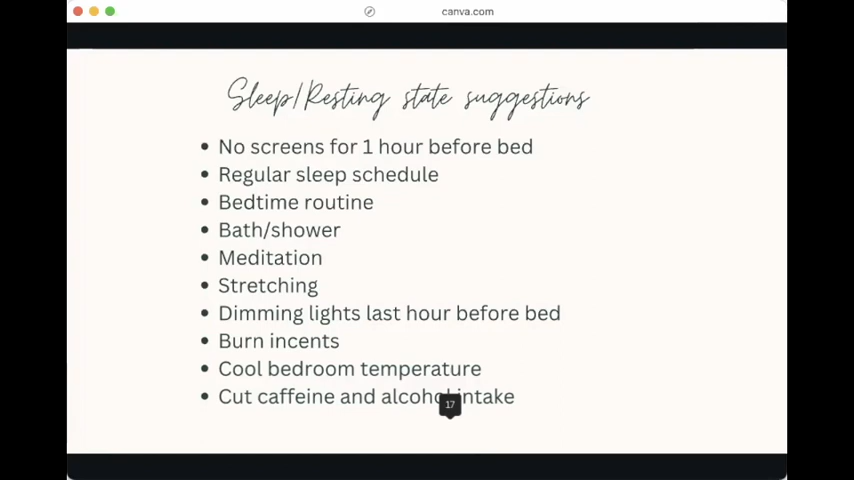 canva.com
Sleep/Resting state suggestions
• No screens for 1 hour before bed
• Regular sleep schedule
• Bedtime routine
• Bath/shower
• Meditation
• Stretching
• Dimming lights last hour before bed
• Burn incents
• Cool bedroom temperature
• Cut caffeine and alcohol intake
17